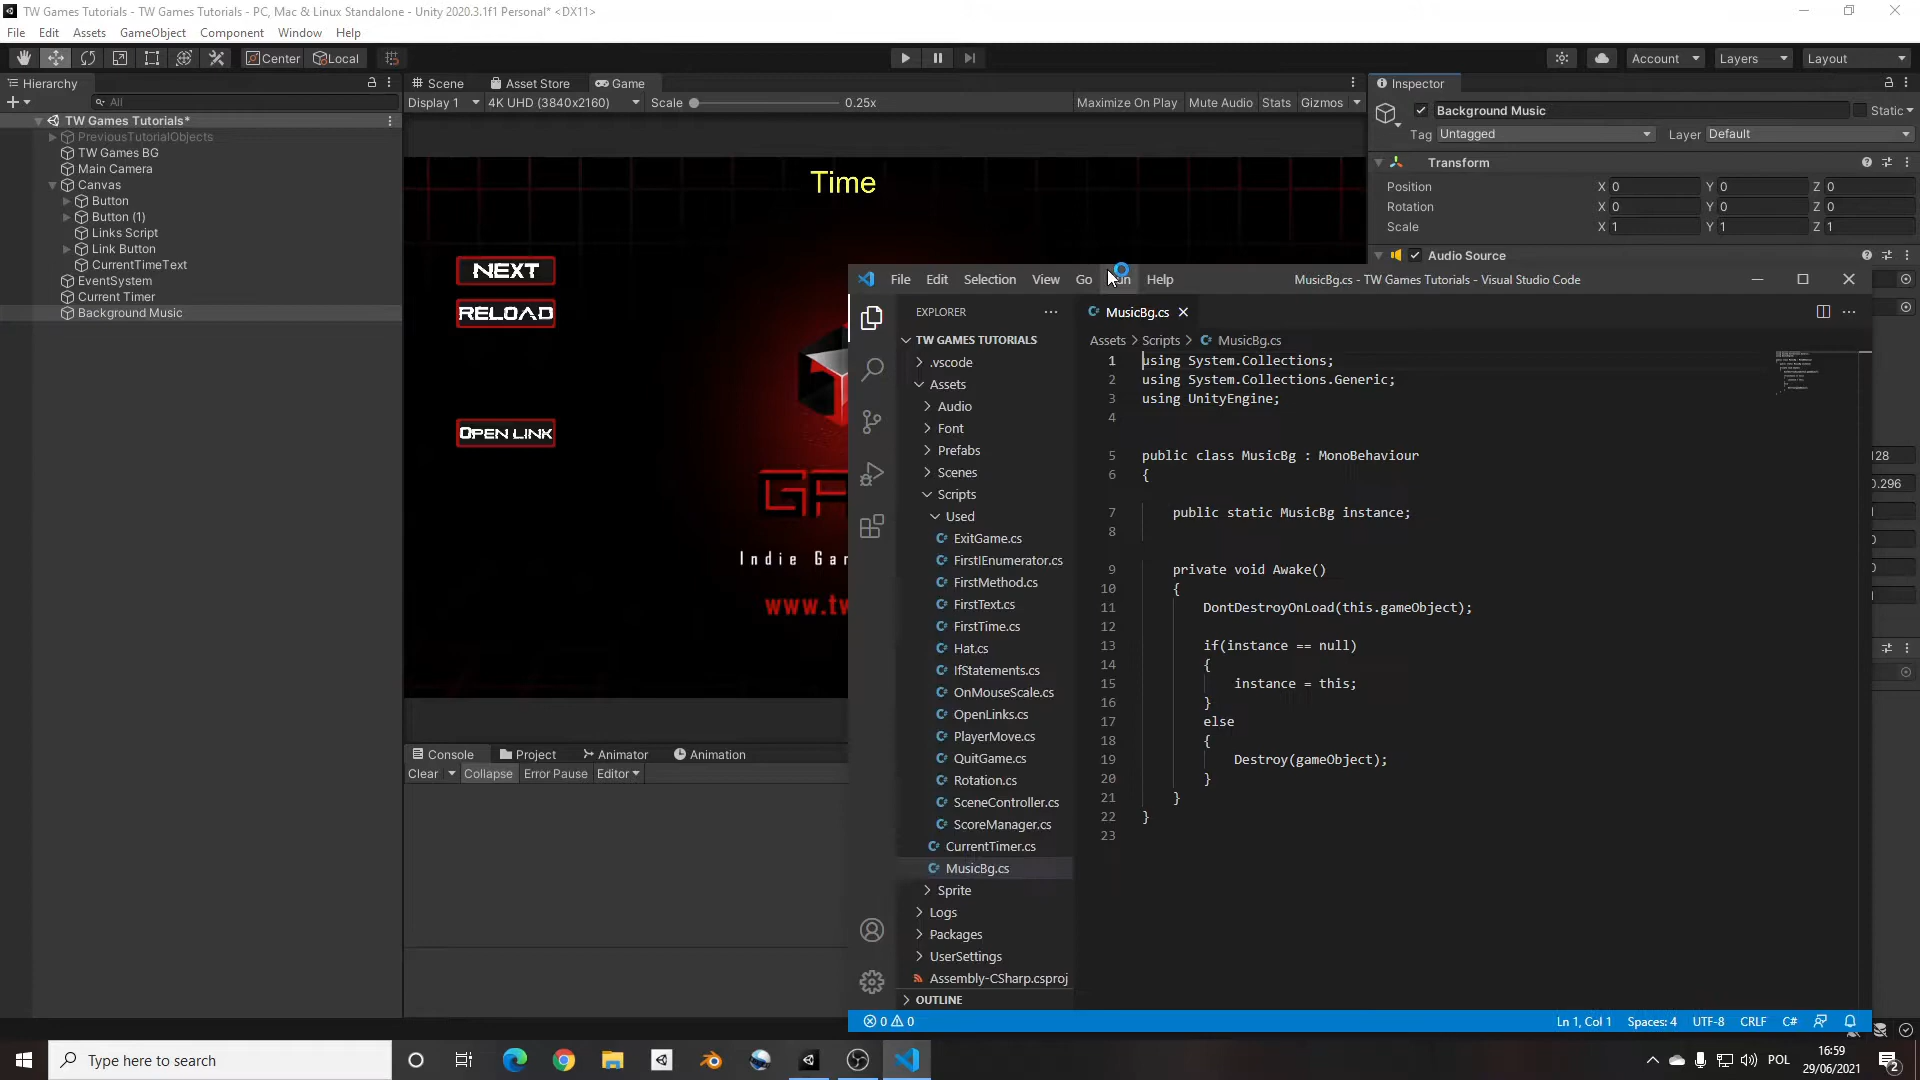 TW Games Tutorials - TW Games Tutorials - PC, Mac & Linux Standalone - Unity 2020.3.1f1 Personal* <DX11>
File Edit Assets GameObject Component Window Help
Center Local
Account Layers Layout
Hierarchy
All
TW Games Tutorials*
PreviousTutorialObjects
TW Games BG
Main Camera
Canvas
Button
Button (1)
Links Script
Link Button
CurrentTimeText
EventSystem
Current Timer
Background Music
Scene Asset Store Game
Display 1 4K UHD (3840x2160) Scale 0.25x Maximize On Play Mute Audio Stats Gizmos
Time
NEXT
RELOAD
OPEN LINK
Indie Ga
www.tw
Console Project Animator Animation
Clear Collapse Error Pause Editor
Inspector
Background Music Static
Tag Untagged Layer Default
Transform
Position X 0 Y 0 Z 0
Rotation X 0 Y 0 Z 0
Scale X 1 Y 1 Z 1
Audio Source
128
0.296
File Edit Selection View Go Help
MusicBg.cs - TW Games Tutorials - Visual Studio Code
EXPLORER
TW GAMES TUTORIALS
.vscode
Assets
Audio
Font
Prefabs
Scenes
Scripts
Used
ExitGame.cs
FirstIEnumerator.cs
FirstMethod.cs
FirstText.cs
FirstTime.cs
Hat.cs
IfStatements.cs
OnMouseScale.cs
OpenLinks.cs
PlayerMove.cs
QuitGame.cs
Rotation.cs
SceneController.cs
ScoreManager.cs
CurrentTimer.cs
MusicBg.cs
Sprite
Logs
Packages
UserSettings
Assembly-CSharp.csproj
OUTLINE
MusicBg.cs
Assets > Scripts > MusicBg.cs
1 using System.Collections;
2 using System.Collections.Generic;
3 using UnityEngine;
4
5 public class MusicBg : MonoBehaviour
6 {
7 public static MusicBg instance;
8
9 private void Awake()
10 {
11 DontDestroyOnLoad(this.gameObject);
12
13 if(instance == null)
14 {
15 instance = this;
16 }
17 else
18 {
19 Destroy(gameObject);
20 }
21 }
22 }
23
0 0
Ln 1, Col 1 Spaces: 4 UTF-8 CRLF C#
Type here to search
POL
16:59
29/06/2021
2